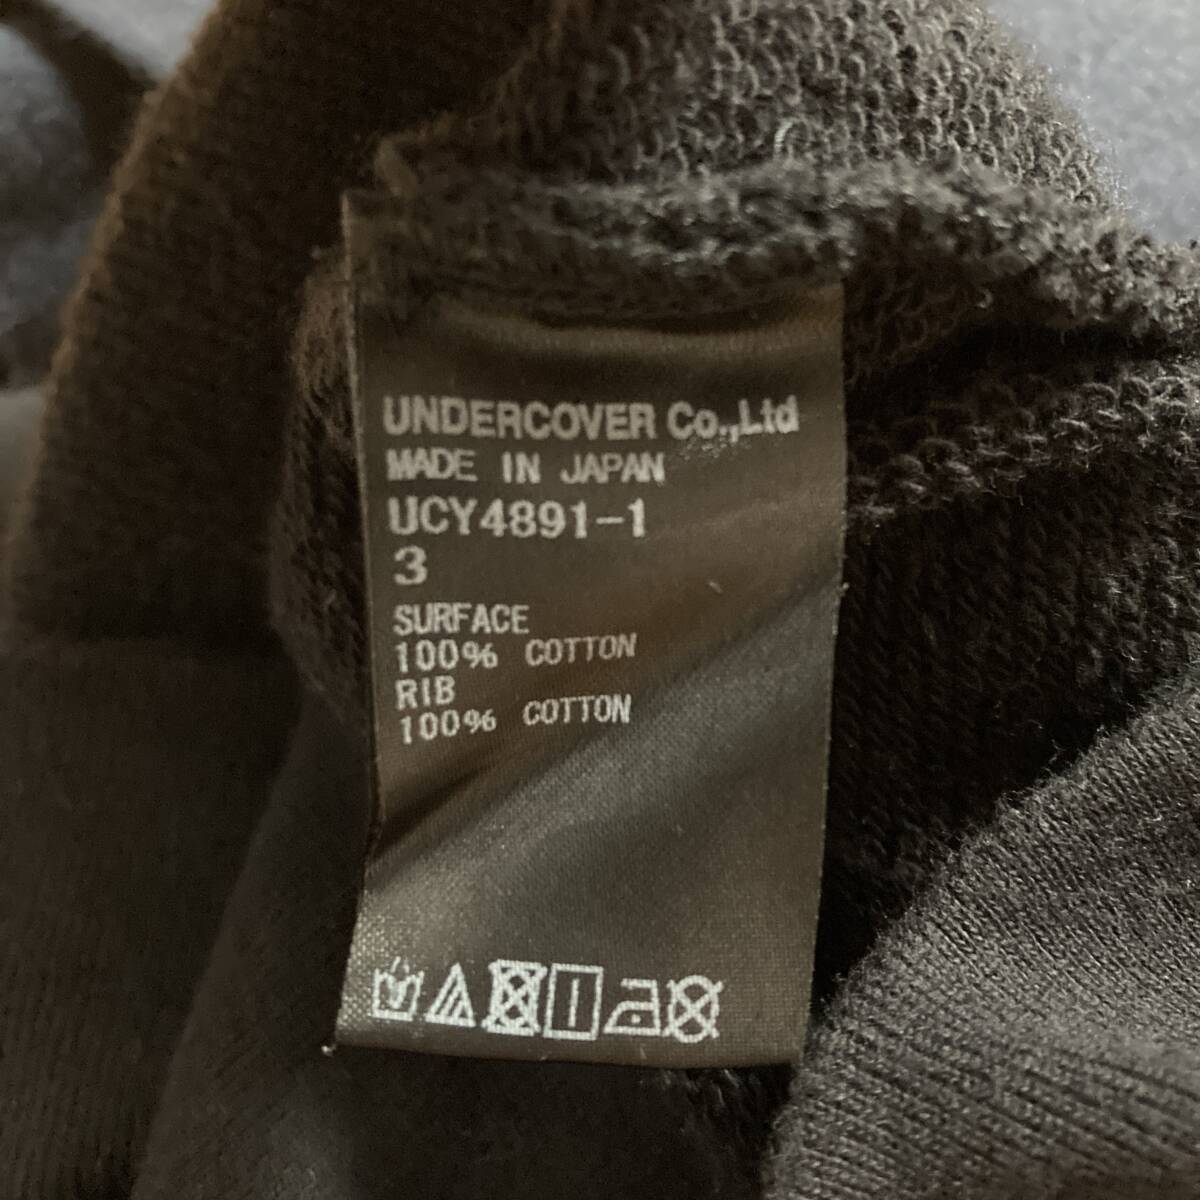 UNDERCOVER Co.,Ltd
MADE IN JAPAN
UCY4891-1
3
SURFACE
100% COTTON
RIB
100% COTTON